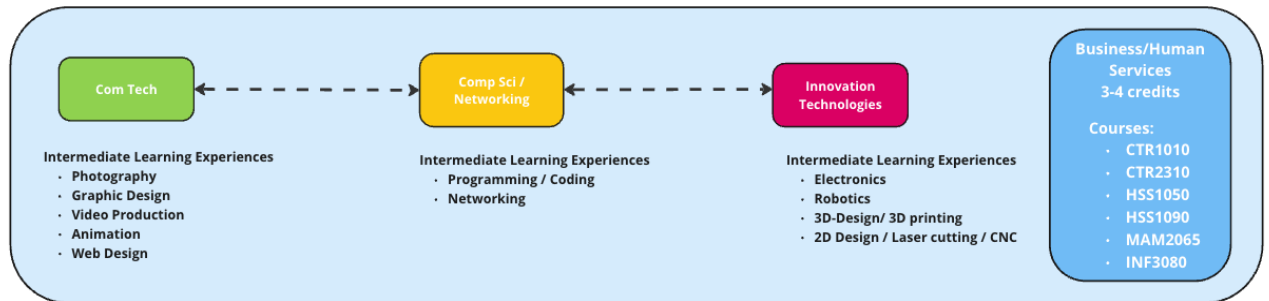 Com Tech
Intermediate Learning Experiences
· Photography
· Graphic Design
· Video Production
· Animation
· Web Design
Comp Sci /
Networking
Intermediate Learning Experiences
· Programming / Coding
· Networking
Innovation
Technologies
Intermediate Learning Experiences
· Electronics
· Robotics
· 3D-Design/ 3D printing
· 2D Design / Laser cutting / CNC
Business/Human
Services
3-4 credits
Courses:
· CTR1010
· CTR2310
· HSS1050
· HSS1090
· MAM2065
· INF3080